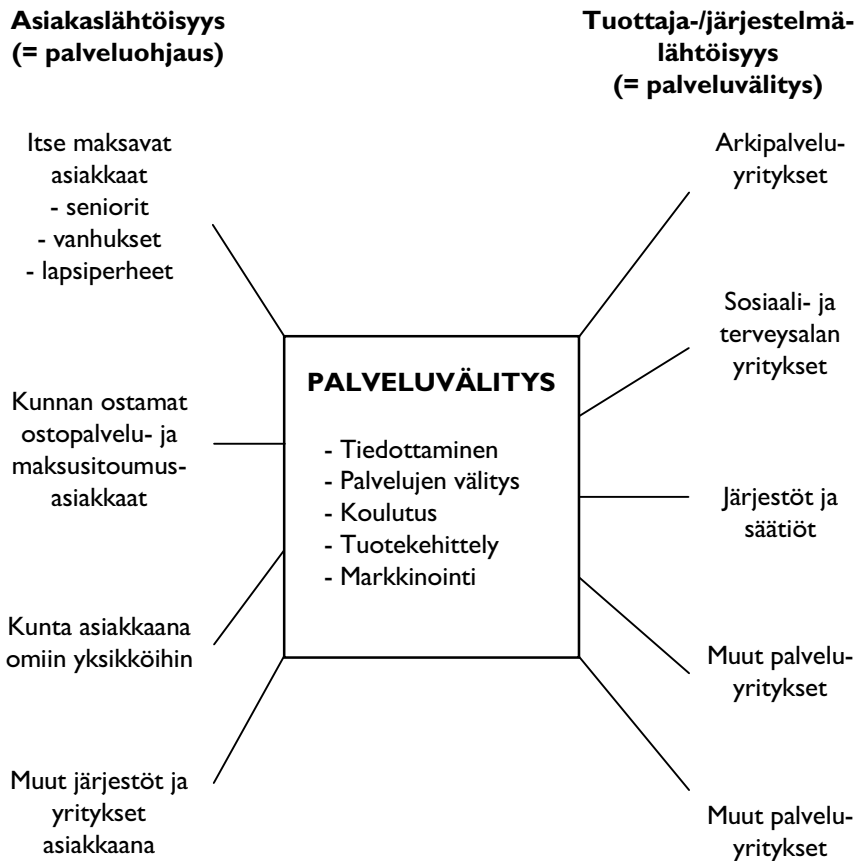 Asiakaslähtöisyys
(= palveluohjaus)
Tuottaja-/järjestelmä-
lähtöisyys
(= palveluvälitys)
Itse maksavat
asiakkaat
- seniorit
- vanhukset
- lapsiperheet
Kunnan ostamat
ostopalvelu- ja
maksusitoumus-
asiakkaat
Kunta asiakkaana
omiin yksikköihin
Muut järjestöt ja
yritykset
asiakkaana
PALVELUVÄLITYS
- Tiedottaminen
- Palvelujen välitys
- Koulutus
- Tuotekehittely
- Markkinointi
Arkipalvelu-
yritykset
Sosiaali- ja
terveysalan
yritykset
Järjestöt ja
säätiöt
Muut palvelu-
yritykset
Muut palvelu-
yritykset